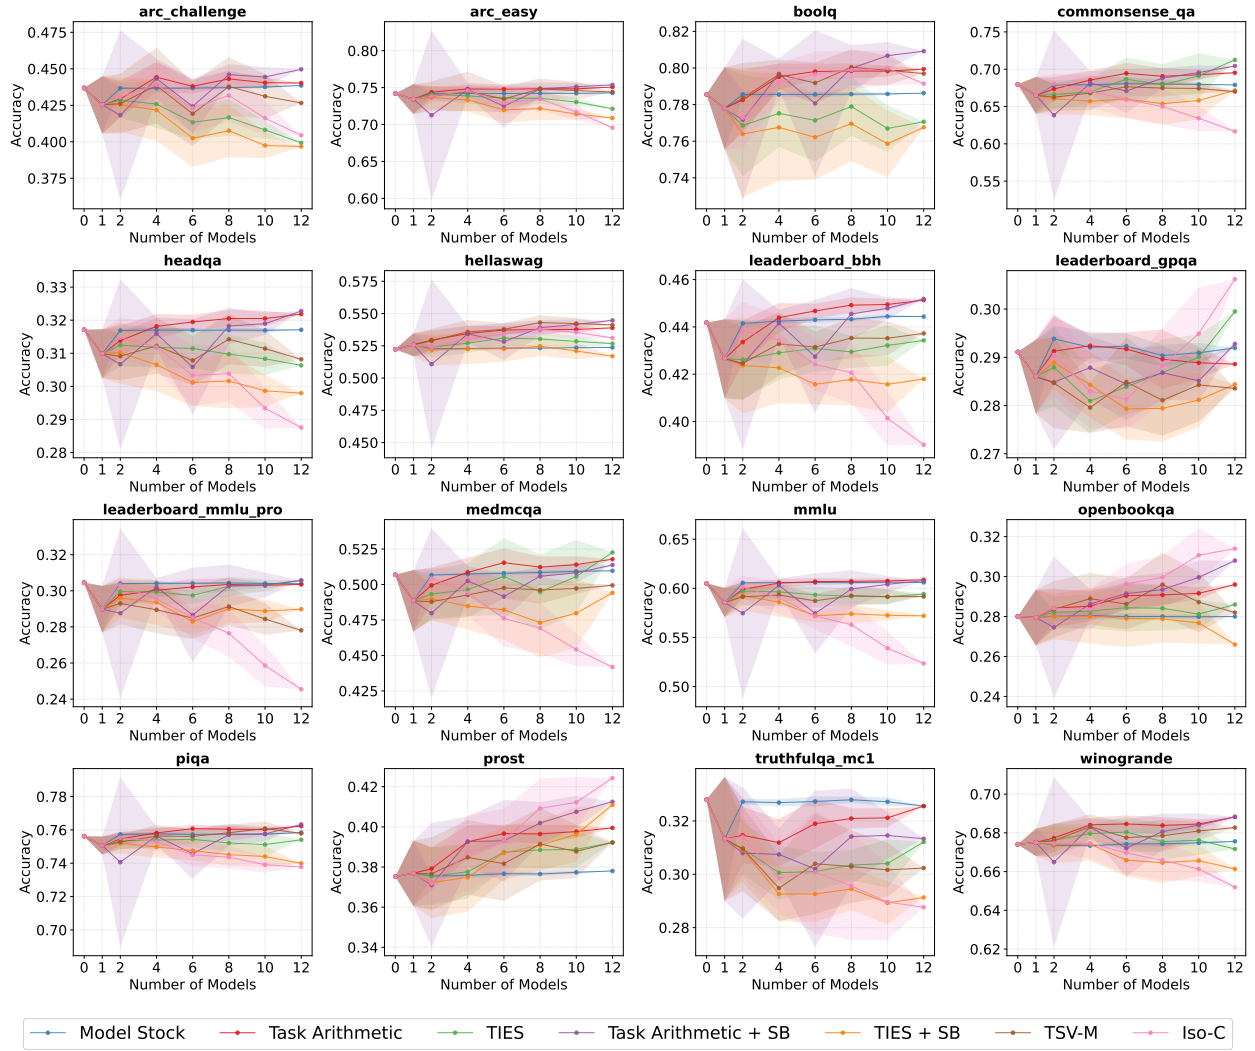 arc_challenge
0.475
0.450
0.425
0.400
0.375
Accuracy
0 1 2 4 6 8 10 12
Number of Models
arc_easy
0.80
0.75
0.70
0.65
0.60
Accuracy
0 1 2 4 6 8 10 12
Number of Models
boolq
0.82
0.80
0.78
0.76
0.74
Accuracy
0 1 2 4 6 8 10 12
Number of Models
commonsense_qa
0.75
0.70
0.65
0.60
0.55
Accuracy
0 1 2 4 6 8 10 12
Number of Models
headqa
0.33
0.32
0.31
0.30
0.29
0.28
Accuracy
0 1 2 4 6 8 10 12
Number of Models
hellaswag
0.575
0.550
0.525
0.500
0.475
0.450
Accuracy
0 1 2 4 6 8 10 12
Number of Models
leaderboard_bbh
0.46
0.44
0.42
0.40
Accuracy
0 1 2 4 6 8 10 12
Number of Models
leaderboard_gpqa
0.30
0.29
0.28
0.27
Accuracy
0 1 2 4 6 8 10 12
Number of Models
leaderboard_mmlu_pro
0.32
0.30
0.28
0.26
0.24
Accuracy
0 1 2 4 6 8 10 12
Number of Models
medmcqa
0.525
0.500
0.475
0.450
0.425
Accuracy
0 1 2 4 6 8 10 12
Number of Models
mmlu
0.65
0.60
0.55
0.50
Accuracy
0 1 2 4 6 8 10 12
Number of Models
openbookqa
0.32
0.30
0.28
0.26
0.24
Accuracy
0 1 2 4 6 8 10 12
Number of Models
piqa
0.78
0.76
0.74
0.72
0.70
Accuracy
0 1 2 4 6 8 10 12
Number of Models
prost
0.42
0.40
0.38
0.36
0.34
Accuracy
0 1 2 4 6 8 10 12
Number of Models
truthfulqa_mc1
0.32
0.30
0.28
Accuracy
0 1 2 4 6 8 10 12
Number of Models
winogrande
0.70
0.68
0.66
0.64
0.62
Accuracy
0 1 2 4 6 8 10 12
Number of Models
Model Stock Task Arithmetic TIES Task Arithmetic + SB TIES + SB TSV-M Iso-C